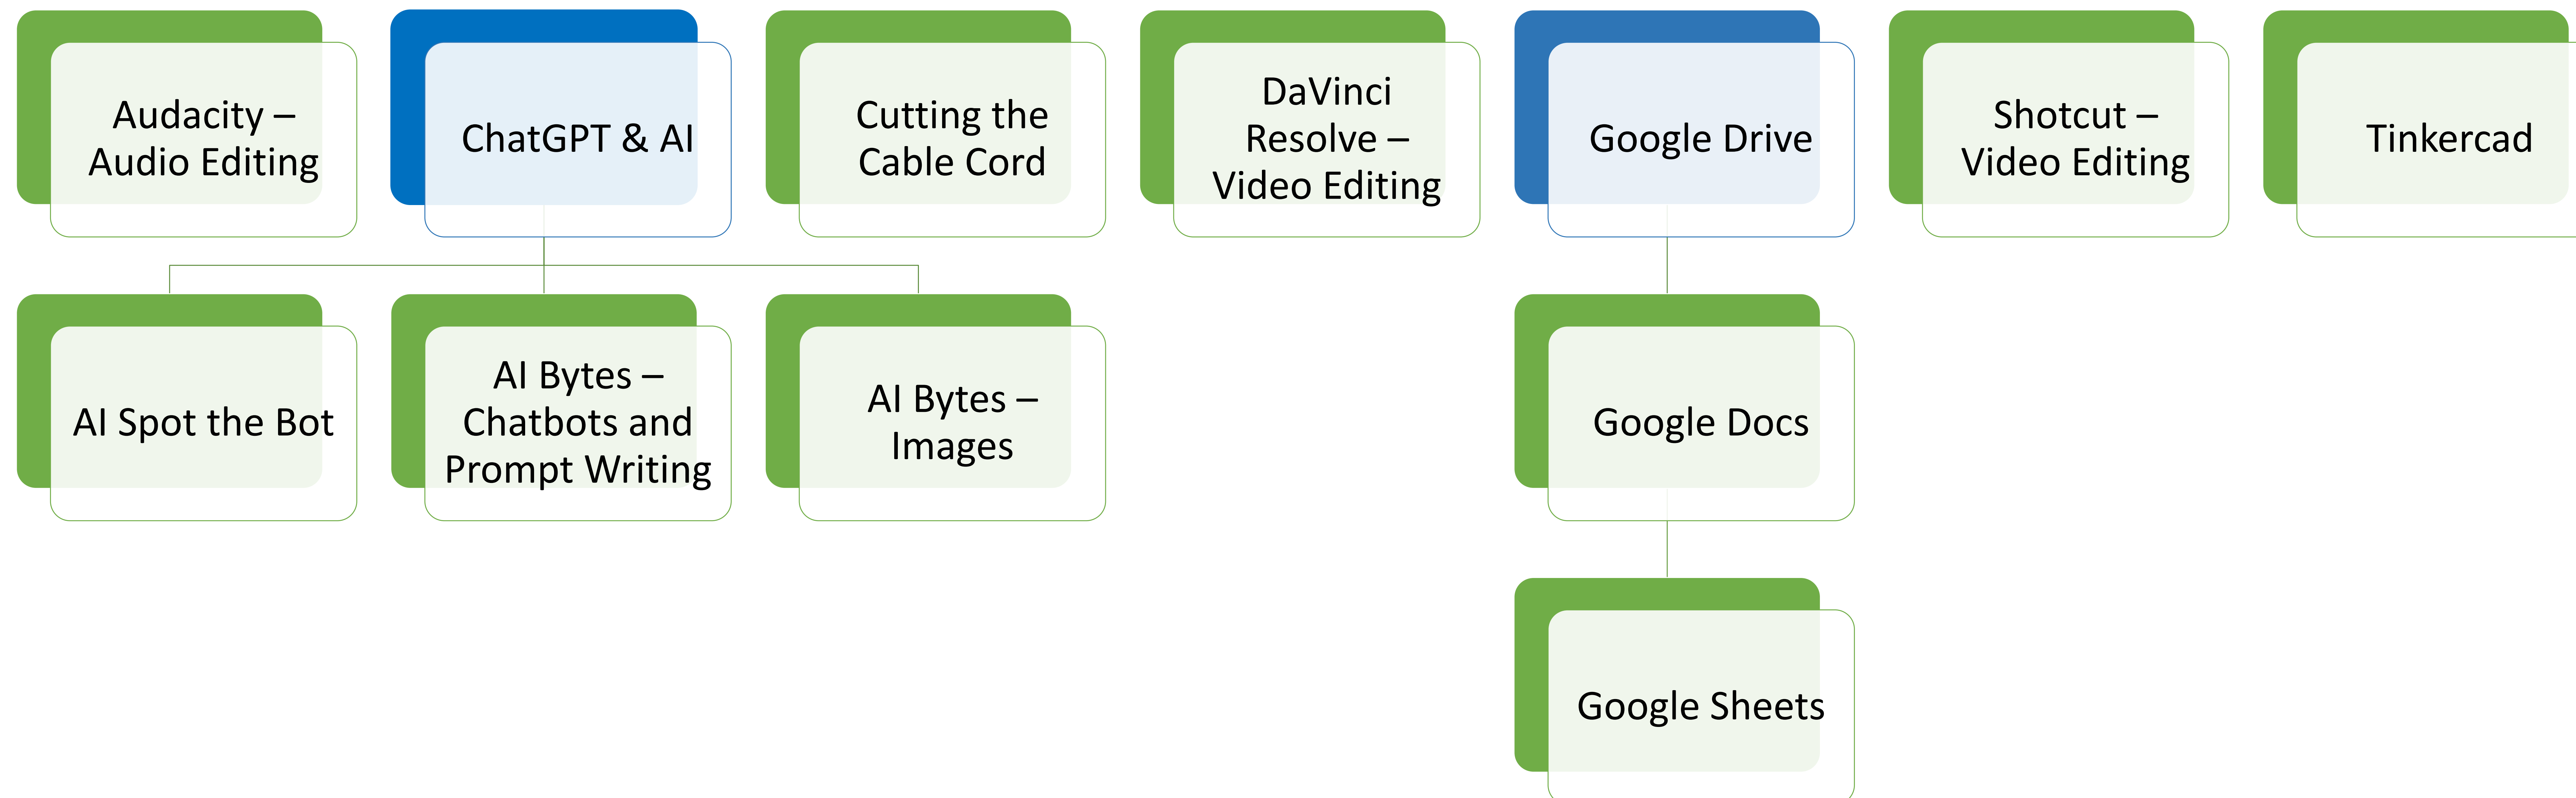 Audacity –
Audio Editing
ChatGPT & AI
Cutting the
Cable Cord
DaVinci
Resolve –
Video Editing
Google Drive
Shotcut –
Video Editing
Tinkercad
AI Spot the Bot
AI Bytes –
Chatbots and
Prompt Writing
AI Bytes –
Images
Google Docs
Google Sheets